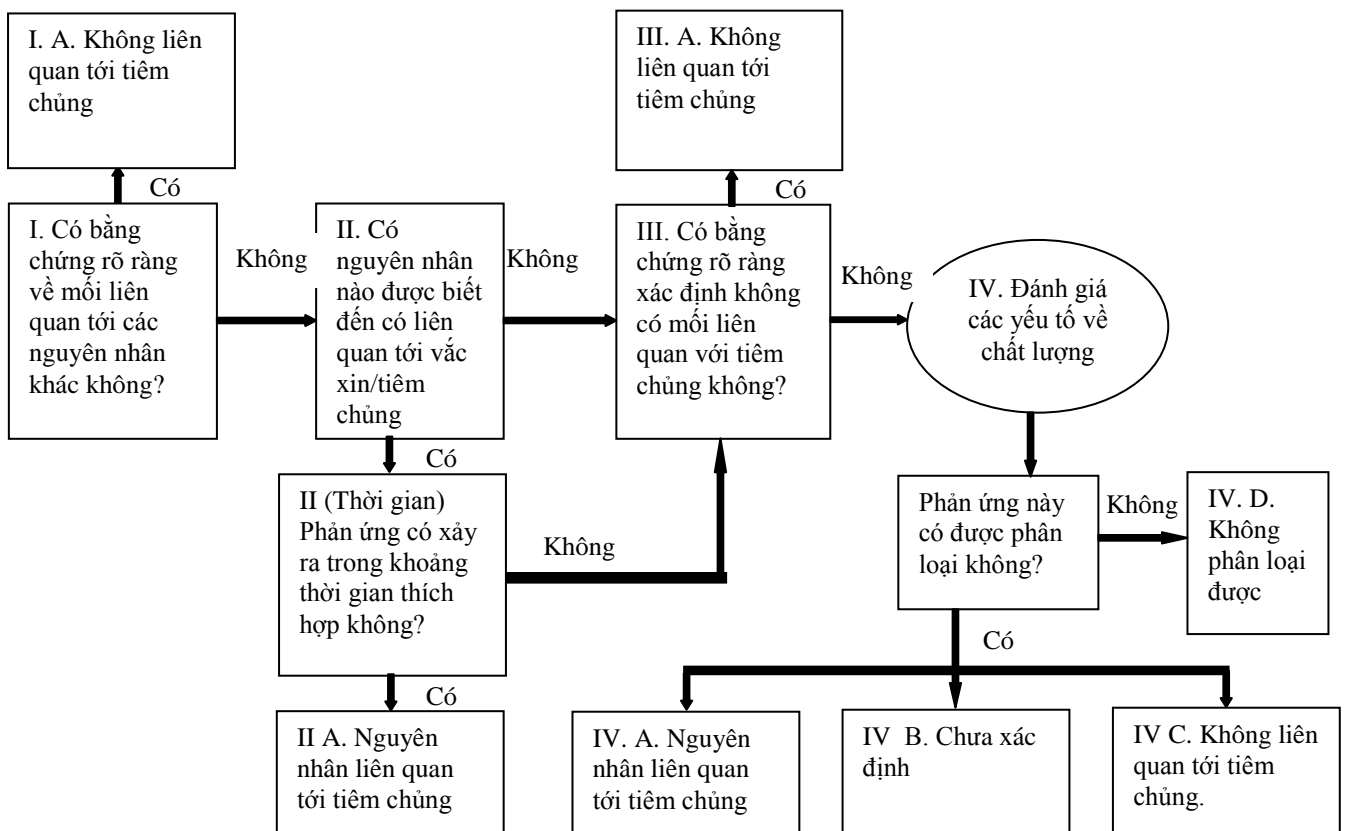 I. A. Không liên
quan tới tiêm
chủng
III. A. Không
liên quan tới
tiêm chủng
Có
Có
I. Có bằng
chứng rõ ràng
về mối liên
quan tới các
nguyên nhân
khác không?
Không
II. Có
nguyên nhân
nào được biết
đến có liên
quan tới vắc
xin/tiêm
chủng
Không
III. Có bằng
chứng rõ ràng
xác định không
có mối liên
quan với tiêm
chủng không?
Không
IV. Đánh giá
các yếu tố về
chất lượng
Có
II (Thời gian)
Phản ứng có xảy
ra trong khoảng
thời gian thích
hợp không?
Không
Phản ứng này
có được phân
loại không?
Không
IV. D.
Không
phân loại
được
Có
Có
II A. Nguyên
nhân liên quan
tới tiêm chủng
IV. A. Nguyên
nhân liên quan
tới tiêm chủng
IV B. Chưa xác
định
IV C. Không liên
quan tới tiêm
chủng.